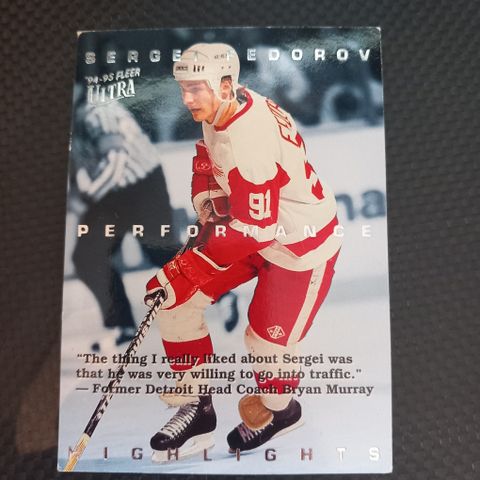 SERGEI FEDOROV
'94-95 FLEER
ULTRA
91
PERFORMANCE
"The thing I really liked about Sergei was
that he was very willing to go into traffic."
— Former Detroit Head Coach Bryan Murray
HIGHLIGHTS